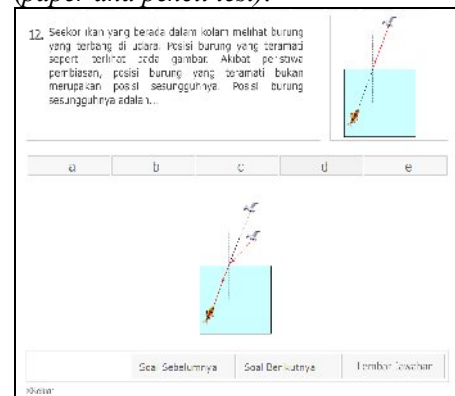 (paper and pencil test).
12. Seekor ikan yang berada dalam kolam melihat burung
yang terbang di udara. Posisi burung yang teramati
seperti terlihat pada gambar. Akibat peristiwa
pembiasan, posisi burung yang teramati bukan
merupakan posisi sesungguhnya. Posisi burung
sesungguhnya adalah...
a b c d e
Soal Sebelumnya Soal Berikutnya Lembar Jawaban